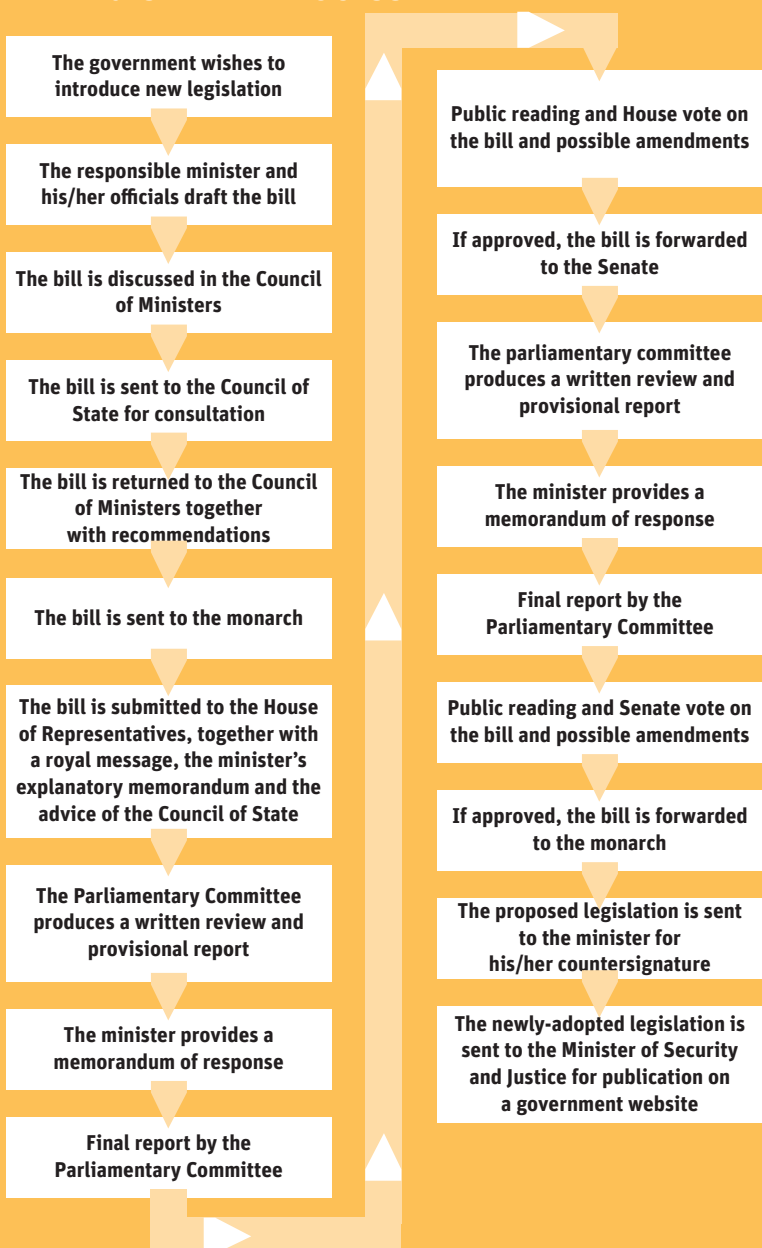 The government wishes to
introduce new legislation
The responsible minister and
his/her officials draft the bill
The bill is discussed in the Council
of Ministers
The bill is sent to the Council of
State for consultation
The bill is returned to the Council
of Ministers together
with recommendations
The bill is sent to the monarch
The bill is submitted to the House
of Representatives, together with
a royal message, the minister’s
explanatory memorandum and the
advice of the Council of State
The Parliamentary Committee
produces a written review and
provisional report
The minister provides a
memorandum of response
Final report by the
Parliamentary Committee
Public reading and House vote on
the bill and possible amendments
If approved, the bill is forwarded
to the Senate
The parliamentary committee
produces a written review and
provisional report
The minister provides a
memorandum of response
Final report by the
Parliamentary Committee
Public reading and Senate vote on
the bill and possible amendments
If approved, the bill is forwarded
to the monarch
The proposed legislation is sent
to the minister for
his/her countersignature
The newly-adopted legislation is
sent to the Minister of Security
and Justice for publication on
a government website